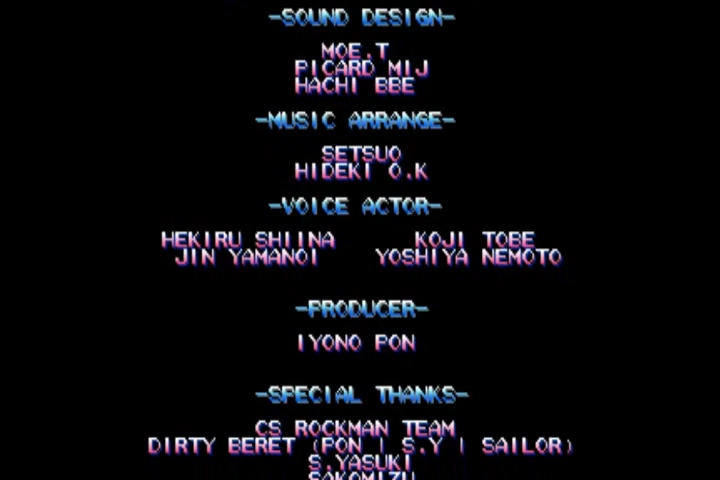 -SOUND DESIGN-
MOE.T
PICARD MIJ
HACHI BBE
-MUSIC ARRANGE-
SETSUO
HIDEKI O.K
-VOICE ACTOR-
HEKIRU SHIINA KOJI TOBE
JIN YAMANOI YOSHIYA NEMOTO
-PRODUCER-
IYONO PON
-SPECIAL THANKS-
CS ROCKMAN TEAM
DIRTY BERET (PON | S.Y | SAILOR)
S.YASUKI
SAKOMIZU